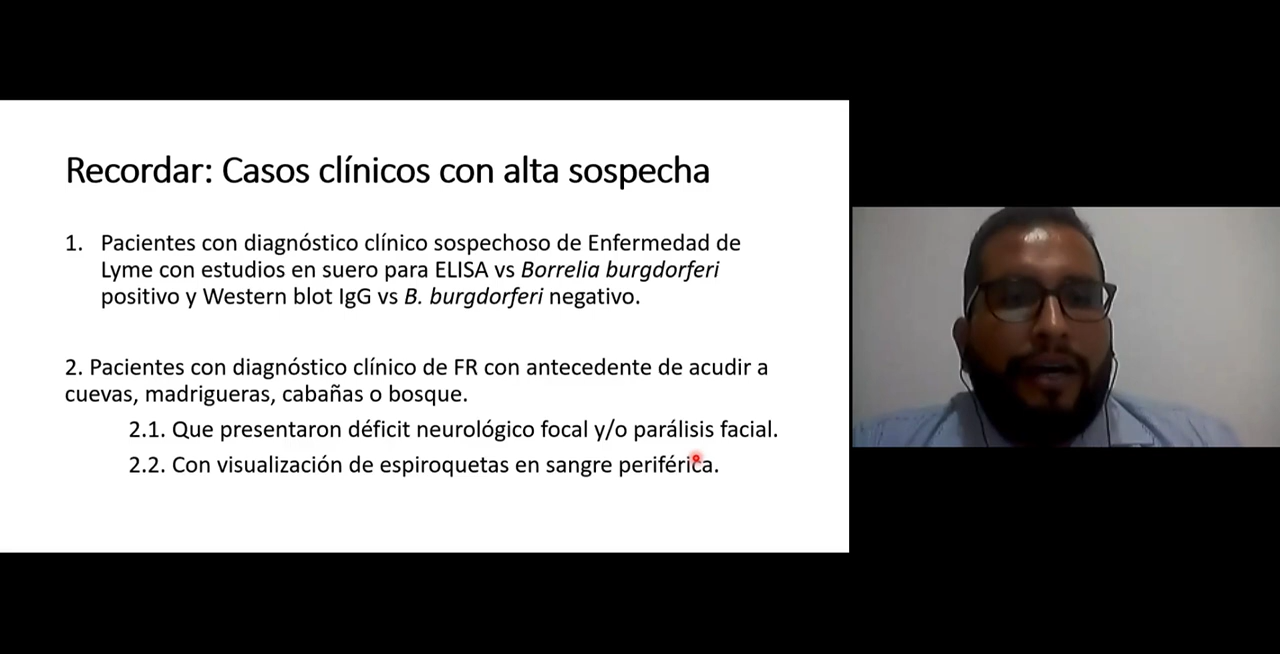 Recordar: Casos clínicos con alta sospecha
1. Pacientes con diagnóstico clínico sospechoso de Enfermedad de
Lyme con estudios en suero para ELISA vs Borrelia burgdorferi
positivo y Western blot IgG vs B. burgdorferi negativo.
2. Pacientes con diagnóstico clínico de FR con antecedente de acudir a
cuevas, madrigueras, cabañas o bosque.
2.1. Que presentaron déficit neurológico focal y/o parálisis facial.
2.2. Con visualización de espiroquetas en sangre periférica.